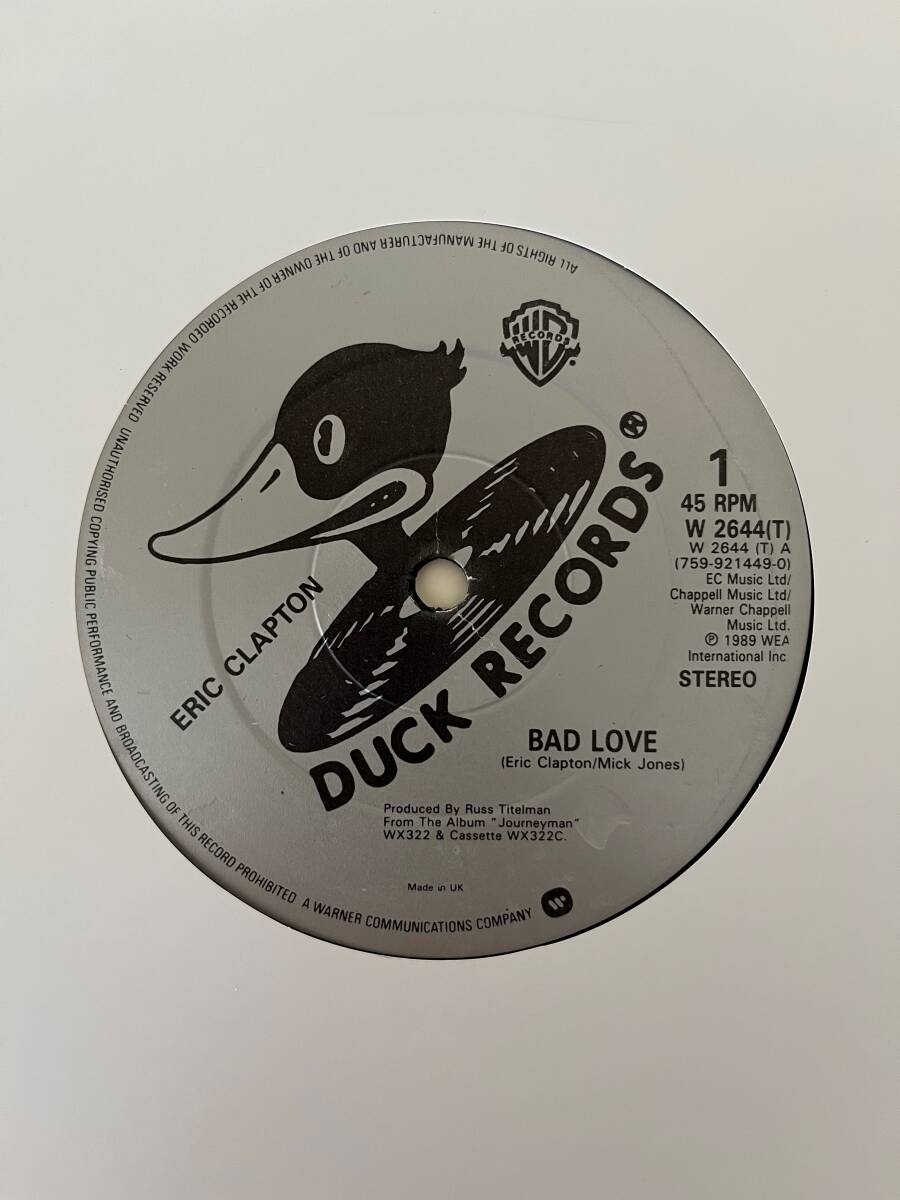 ALL RIGHTS OF THE MANUFACTURER AND OF THE OWNER OF THE RECORDED WORK RESERVED UNAUTHORISED COPYING PUBLIC PERFORMANCE AND BROADCASTING OF THIS RECORD PROHIBITED A WARNER COMMUNICATIONS COMPANY
WB
RECORDS
ERIC CLAPTON
DUCK RECORDS®
1
45 RPM
W 2644(T)
W 2644 (T) A
(759-921449-0)
EC Music Ltd/
Chappell Music Ltd/
Warner Chappell
Music Ltd.
℗ 1989 WEA
International Inc
STEREO
BAD LOVE
(Eric Clapton/Mick Jones)
Produced By Russ Titelman
From The Album "Journeyman"
WX322 & Cassette WX322C.
Made in UK